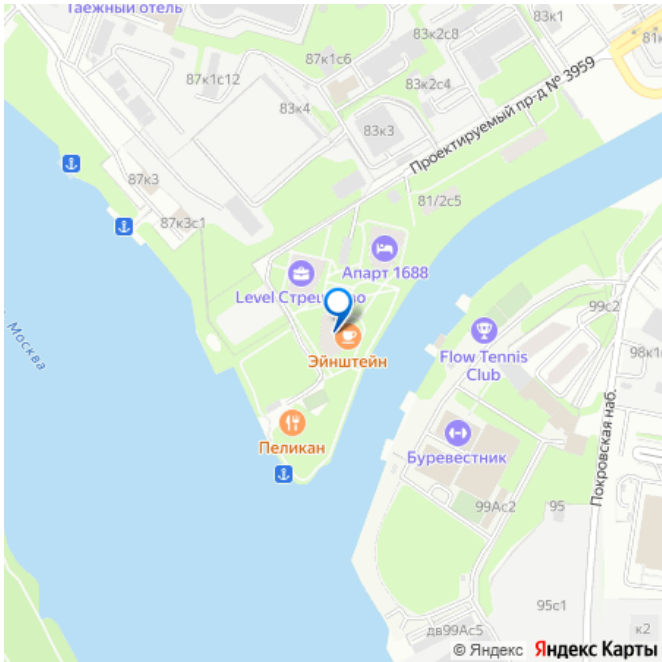 Таёжный отель
83к1
83к2с8
81к
87к1с6
87к1с12
83к2с4
83к4
83к3
Проектируемый пр-д № 3959
87к3
87к3с1
81/2с5
Апарт 1688
Level Стрешнево
99с2
Москва
Эйнштейн
Flow Tennis
Club
98к1
Пеликан
Буревестник
Покровская наб.
99Ас2
95
95с1
дв99Ас5
к2
© Яндекс Яндекс Карты